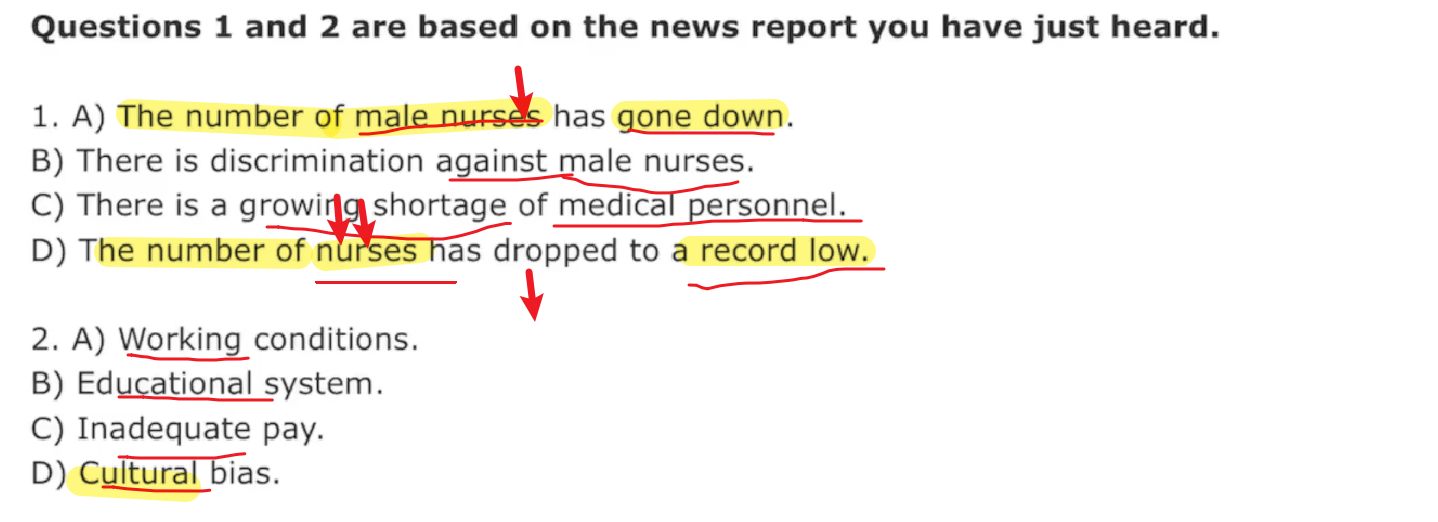 Questions 1 and 2 are based on the news report you have just heard.
1. A) The number of male nurses has gone down.
B) There is discrimination against male nurses.
C) There is a growing shortage of medical personnel.
D) The number of nurses has dropped to a record low.
2. A) Working conditions.
B) Educational system.
C) Inadequate pay.
D) Cultural bias.